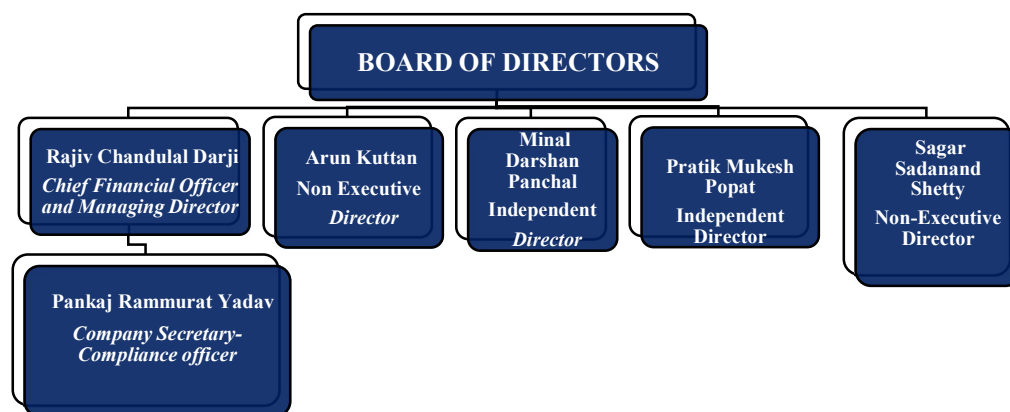 BOARD OF DIRECTORS
Rajiv Chandulal Darji
Chief Financial Officer
and Managing Director
Arun Kuttan
Non Executive
Director
Minal
Darshan
Panchal
Independent
Director
Pratik Mukesh
Popat
Independent
Director
Sagar
Sadanand
Shetty
Non-Executive
Director
Pankaj Rammurat Yadav
Company Secretary-
Compliance officer